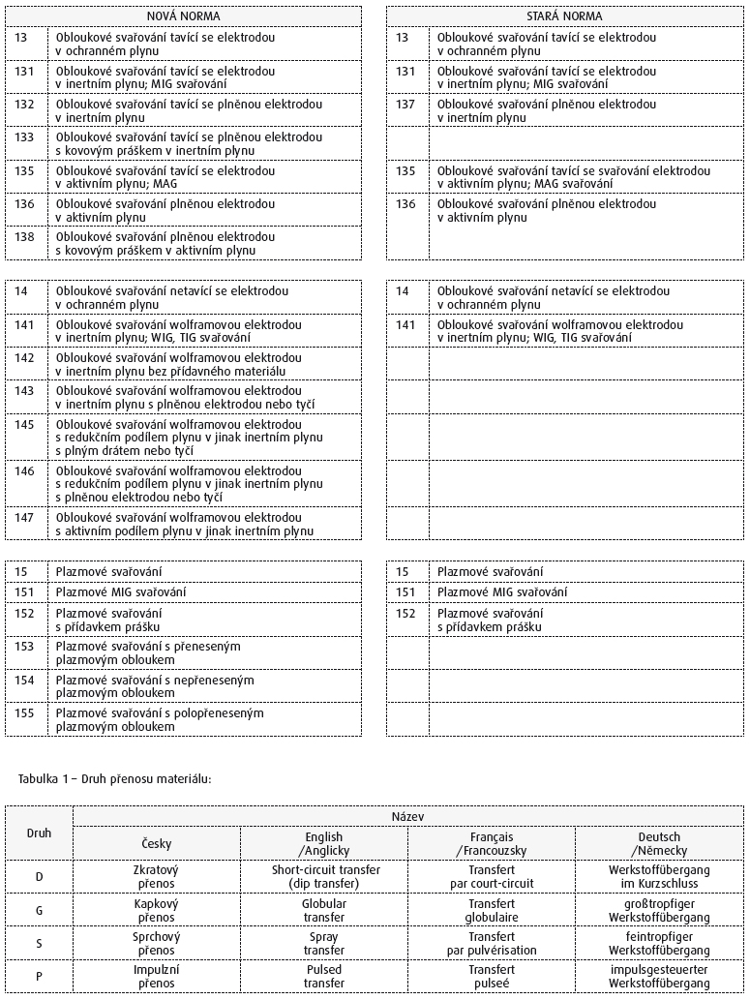 NOVÁ NORMA
13 Obloukové svařování tavící se elektrodou
v ochranném plynu
131 Obloukové svařování tavící se elektrodou
v inertním plynu; MIG svařování
132 Obloukové svařování tavící se plněnou elektrodou
v inertním plynu
133 Obloukové svařování tavící se plněnou elektrodou
s kovovým práškem v inertním plynu
135 Obloukové svařování tavící se elektrodou
v aktivním plynu; MAG
136 Obloukové svařování plněnou elektrodou
v aktivním plynu
138 Obloukové svařování plněnou elektrodou
s kovovým práškem v aktivním plynu
STARÁ NORMA
13 Obloukové svařování tavící se elektrodou
v ochranném plynu
131 Obloukové svařování tavící se elektrodou
v inertním plynu; MIG svařování
137 Obloukové svařování plněnou elektrodou
v inertním plynu
135 Obloukové svařování tavící se svařování elektrodou
v aktivním plynu; MAG svařování
136 Obloukové svařování plněnou elektrodou
v aktivním plynu
14 Obloukové svařování netavící se elektrodou
v ochranném plynu
141 Obloukové svařování wolframovou elektrodou
v inertním plynu; WIG, TIG svařování
142 Obloukové svařování wolframovou elektrodou
v inertním plynu bez přídavného materiálu
143 Obloukové svařování wolframovou elektrodou
v inertním plynu s plněnou elektrodou nebo tyčí
145 Obloukové svařování wolframovou elektrodou
s redukčním podílem plynu v jinak inertním plynu
s plným drátem nebo tyčí
146 Obloukové svařování wolframovou elektrodou
s redukčním podílem plynu v jinak inertním plynu
s plněnou elektrodou nebo tyčí
147 Obloukové svařování wolframovou elektrodou
s aktivním podílem plynu v jinak inertním plynu
14 Obloukové svařování netavící se elektrodou
v ochranném plynu
141 Obloukové svařování wolframovou elektrodou
v inertním plynu; WIG, TIG svařování
15 Plazmové svařování
151 Plazmové MIG svařování
152 Plazmové svařování
s přídavkem prášku
153 Plazmové svařování s přeneseným
plazmovým obloukem
154 Plazmové svařování s nepřeneseným
plazmovým obloukem
155 Plazmové svařování s polopřeneseným
plazmovým obloukem
15 Plazmové svařování
151 Plazmové MIG svařování
152 Plazmové svařování
s přídavkem prášku
Tabulka 1 – Druh přenosu materiálu:
Druh
Název
Česky
English
/Anglicky
Français
/Francouzsky
Deutsch
/Německy
D
Zkratový
přenos
Short-circuit transfer
(dip transfer)
Transfert
par court-circuit
Werkstoffübergang
im Kurzschluss
G
Kapkový
přenos
Globular
transfer
Transfert
globulaire
großtropfiger
Werkstoffübergang
S
Sprchový
přenos
Spray
transfer
Transfert
par pulvérisation
feintropfiger
Werkstoffübergang
P
Impulzní
přenos
Pulsed
transfer
Transfert
pulseé
impulsgesteuerter
Werkstoffübergang